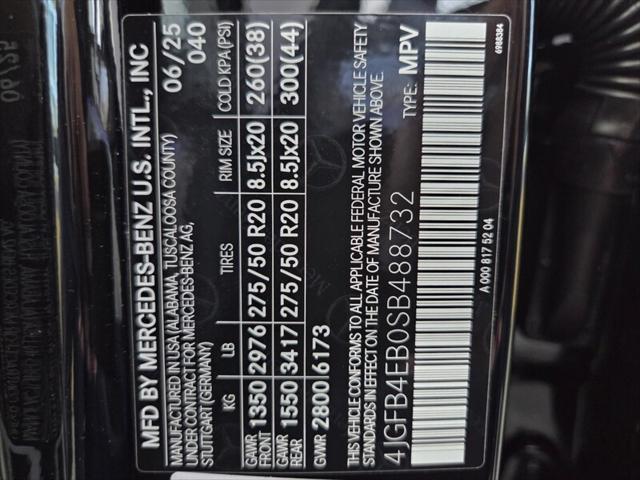 MFD BY MERCEDES-BENZ U.S. INTL., INC
MANUFACTURED IN USA (ALABAMA, TUSCALOOSA COUNTY) 06/25
UNDER CONTRACT FOR MERCEDES-BENZ AG, 040
STUTTGART (GERMANY)
KG LB TIRES RIM SIZE COLD KPA(PSI)
GAWR FRONT 1350 2976 275/50 R20 8.5Jx20 260(38)
GAWR REAR 1550 3417 275/50 R20 8.5Jx20 300(44)
GVWR 2800 6173
THIS VEHICLE CONFORMS TO ALL APPLICABLE FEDERAL MOTOR VEHICLE SAFETY
STANDARDS IN EFFECT ON THE DATE OF MANUFACTURE SHOWN ABOVE.
4JGFB4EB0SB488732 TYPE: MPV
A 000 817 52 04
6988384